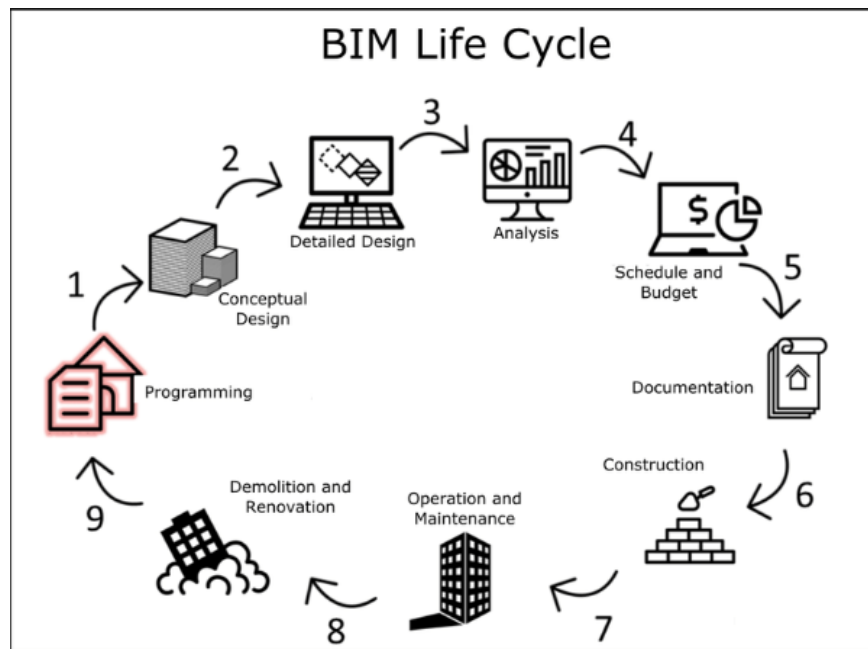 BIM Life Cycle
1
Programming
2
Conceptual
Design
3
Detailed Design
4
Analysis
$
Schedule and
Budget
5
Documentation
6
Construction
7
Operation and
Maintenance
8
Demolition and
Renovation
9